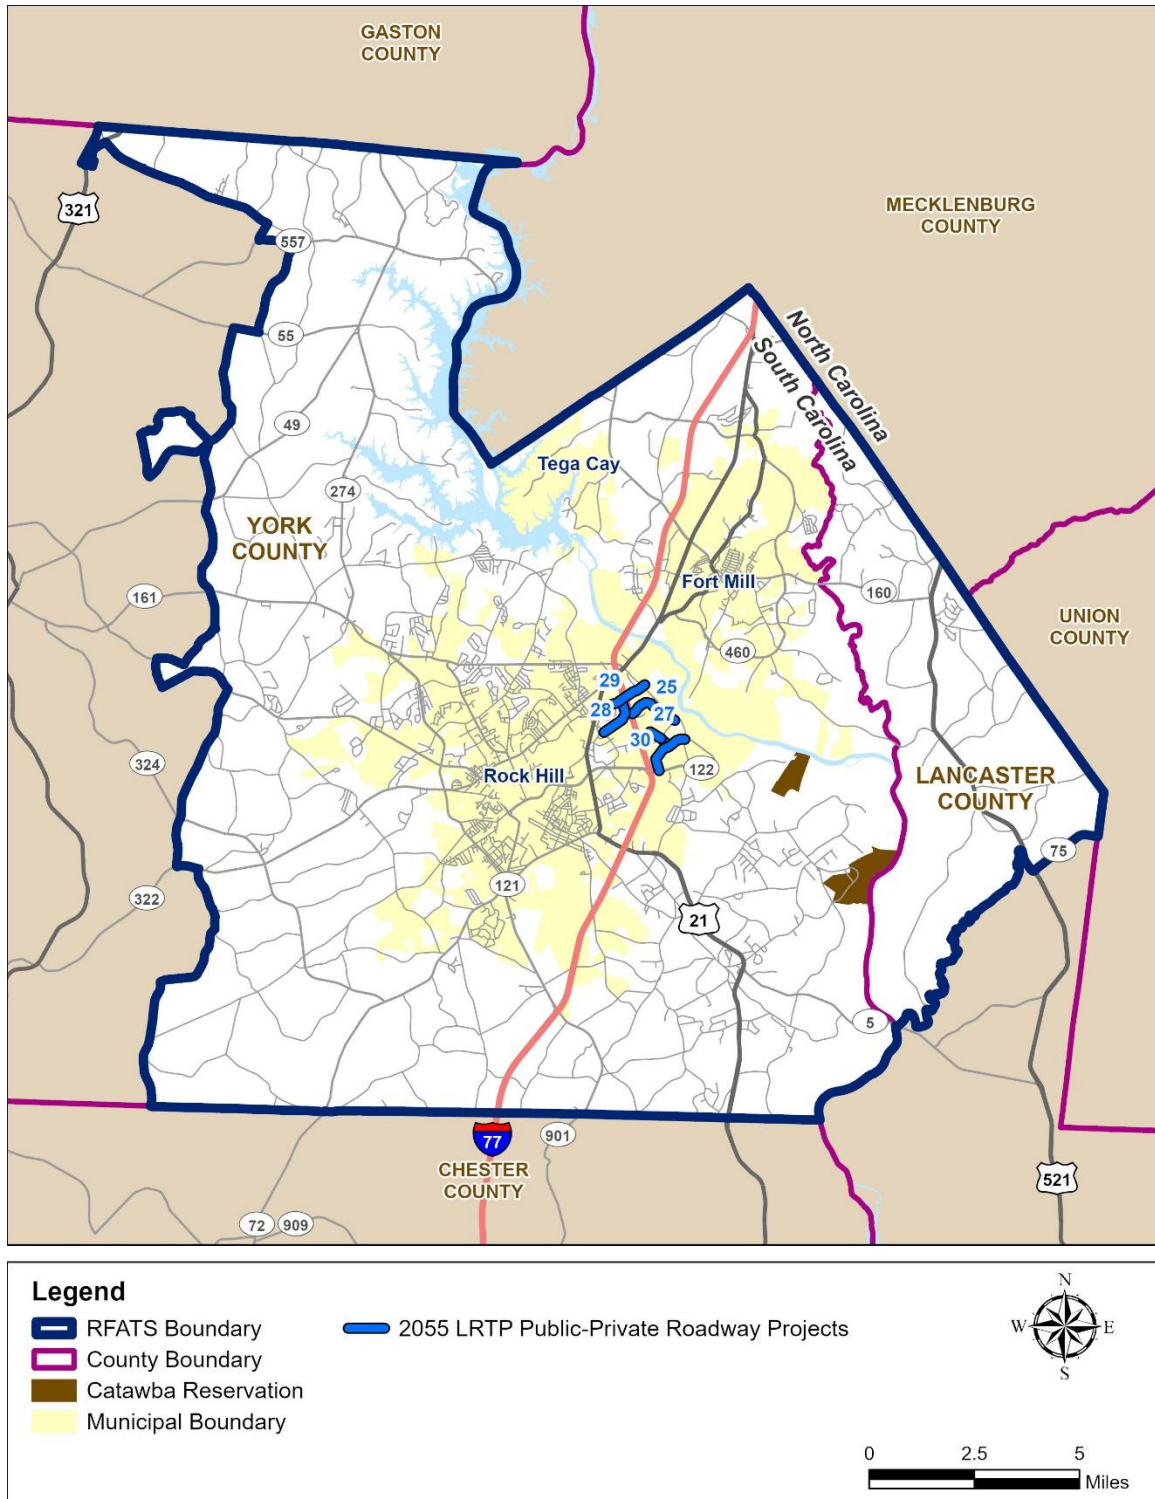 GASTON
COUNTY
MECKLENBURG
COUNTY
321
557
55
North Carolina
South Carolina
49
Tega Cay
274
YORK
COUNTY
Fort Mill
161
160
UNION
COUNTY
460
29
25
28
27
30
324
Rock Hill
122
LANCASTER
COUNTY
75
322
121
21
5
77
901
CHESTER
COUNTY
521
72
909
Legend
RFATS Boundary
2055 LRTP Public-Private Roadway Projects
County Boundary
Catawba Reservation
Municipal Boundary
N
W
E
S
0 2.5 5
Miles